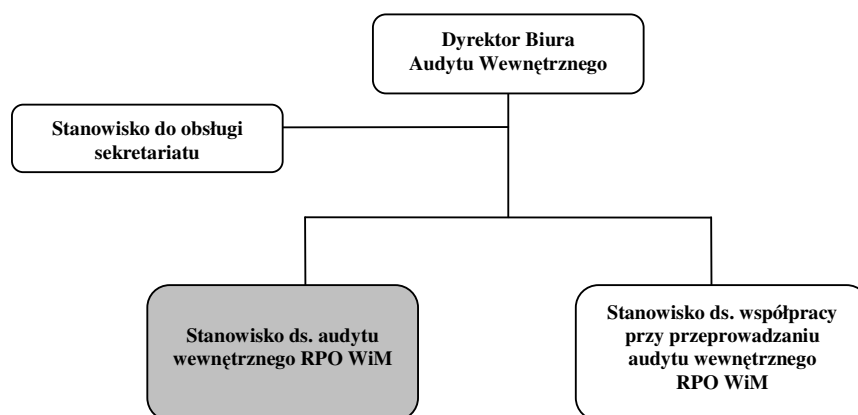 Dyrektor Biura
Audytu Wewnętrznego
Stanowisko do obsługi
sekretariatu
Stanowisko ds. audytu
wewnętrznego RPO WiM
Stanowisko ds. współpracy
przy przeprowadzaniu
audytu wewnętrznego
RPO WiM